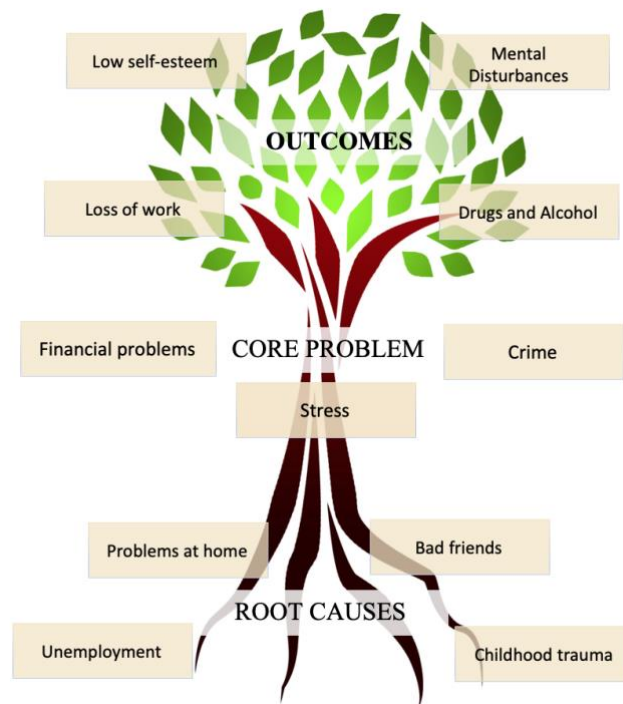 Low self-esteem
Mental
Disturbances
OUTCOMES
Loss of work
Drugs and Alcohol
Financial problems
CORE PROBLEM
Crime
Stress
Problems at home
Bad friends
ROOT CAUSES
Unemployment
Childhood trauma